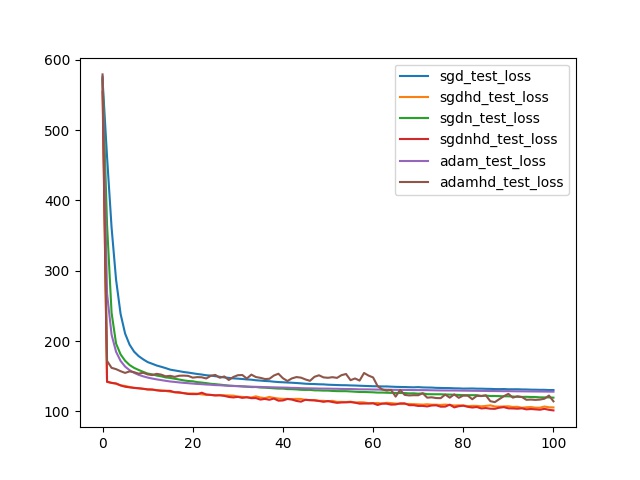 600
500
400
300
200
100
sgd_test_loss
sgdhd_test_loss
sgdn_test_loss
sgdnhd_test_loss
adam_test_loss
adamhd_test_loss
0 20 40 60 80 100